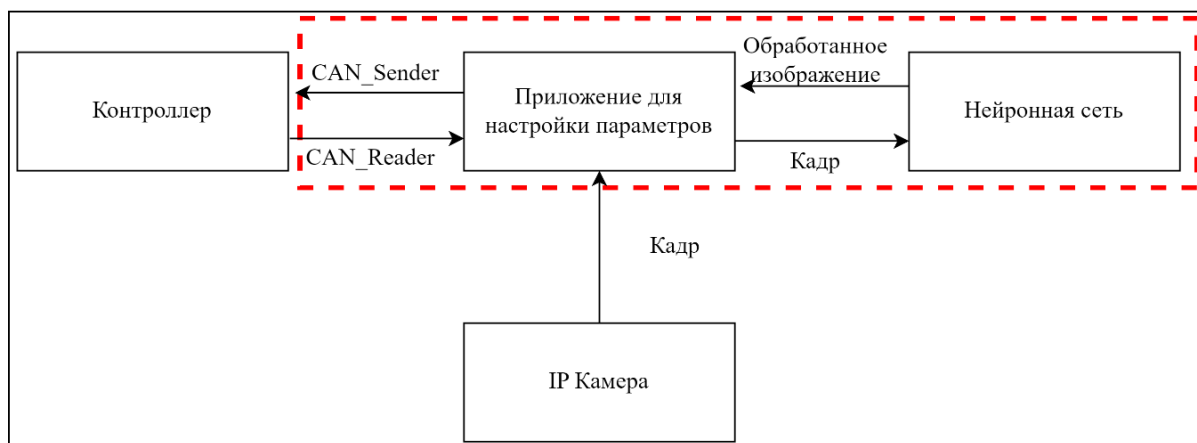 Контроллер
CAN_Sender
CAN_Reader
Приложение для
настройки параметров
Обработанное
изображение
Кадр
Нейронная сеть
Кадр
IP Камера